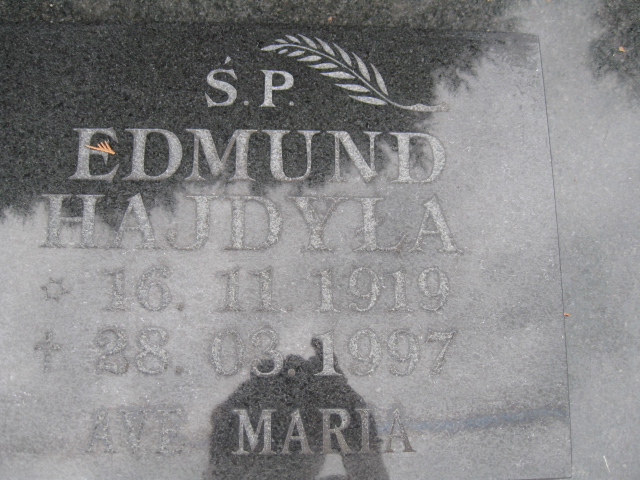 Ś.P.
EDMUND
HAJDYŁA
☼ 16. 11. 1919
✝ 28. 03. 1997
AVE MARIA